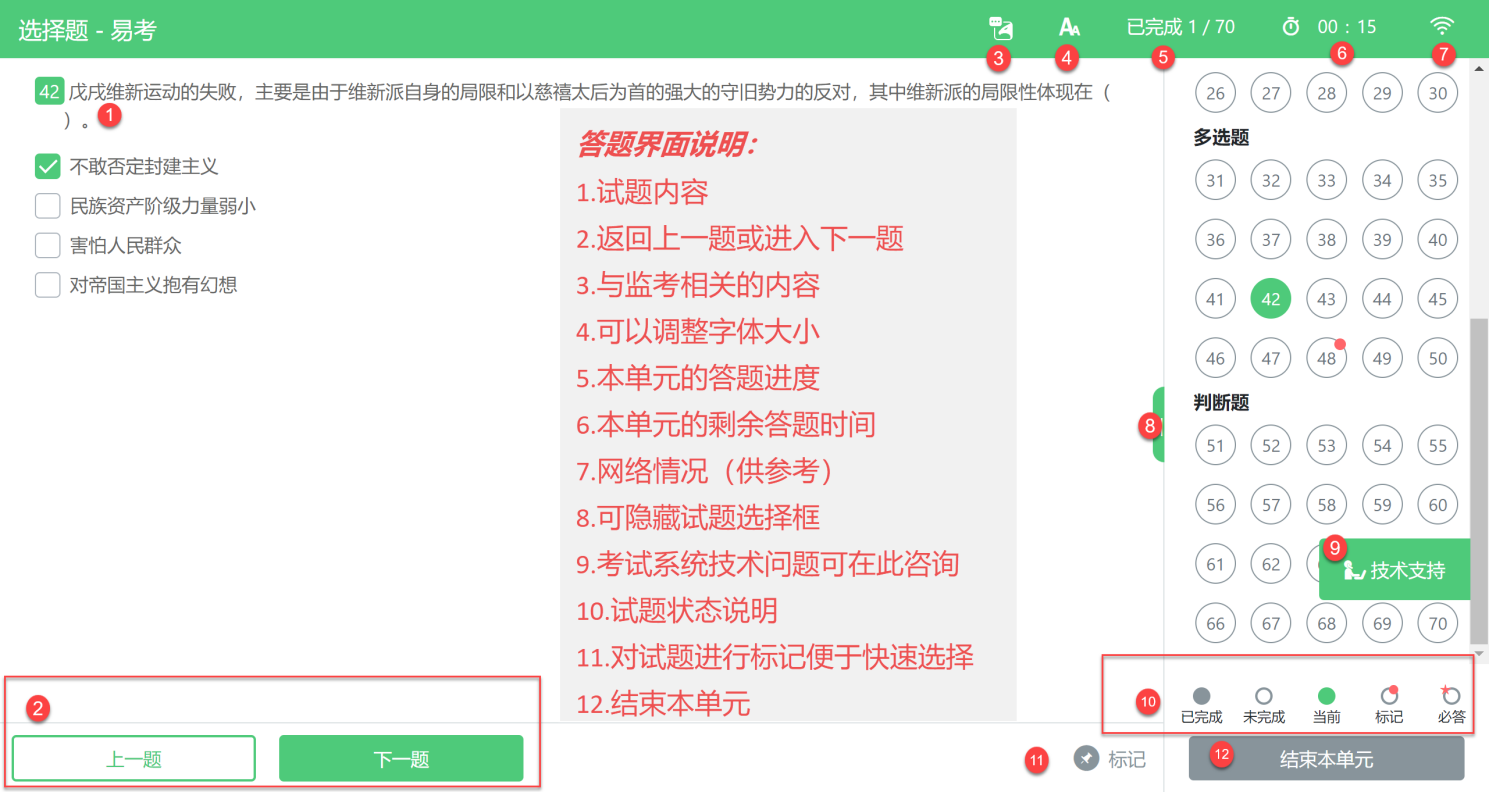 选择题 - 易考
3
4
已完成 1 / 70
5
00 : 15
6
7
42 戊戌维新运动的失败，主要是由于维新派自身的局限和以慈禧太后为首的强大的守旧势力的反对，其中维新派的局限性体现在（
）。
1
不敢否定封建主义
民族资产阶级力量弱小
害怕人民群众
对帝国主义抱有幻想
答题界面说明：
1.试题内容
2.返回上一题或进入下一题
3.与监考相关的内容
4.可以调整字体大小
5.本单元的答题进度
6.本单元的剩余答题时间
7.网络情况（供参考）
8.可隐藏试题选择框
9.考试系统技术问题可在此咨询
10.试题状态说明
11.对试题进行标记便于快速选择
12.结束本单元
26 27 28 29 30
多选题
31 32 33 34 35
36 37 38 39 40
41 42 43 44 45
46 47 48 49 50
判断题
8
51 52 53 54 55
56 57 58 59 60
61 62
9
技术支持
66 67 68 69 70
10
已完成 未完成 当前 标记 必答
2
上一题 下一题
11
标记
12
结束本单元